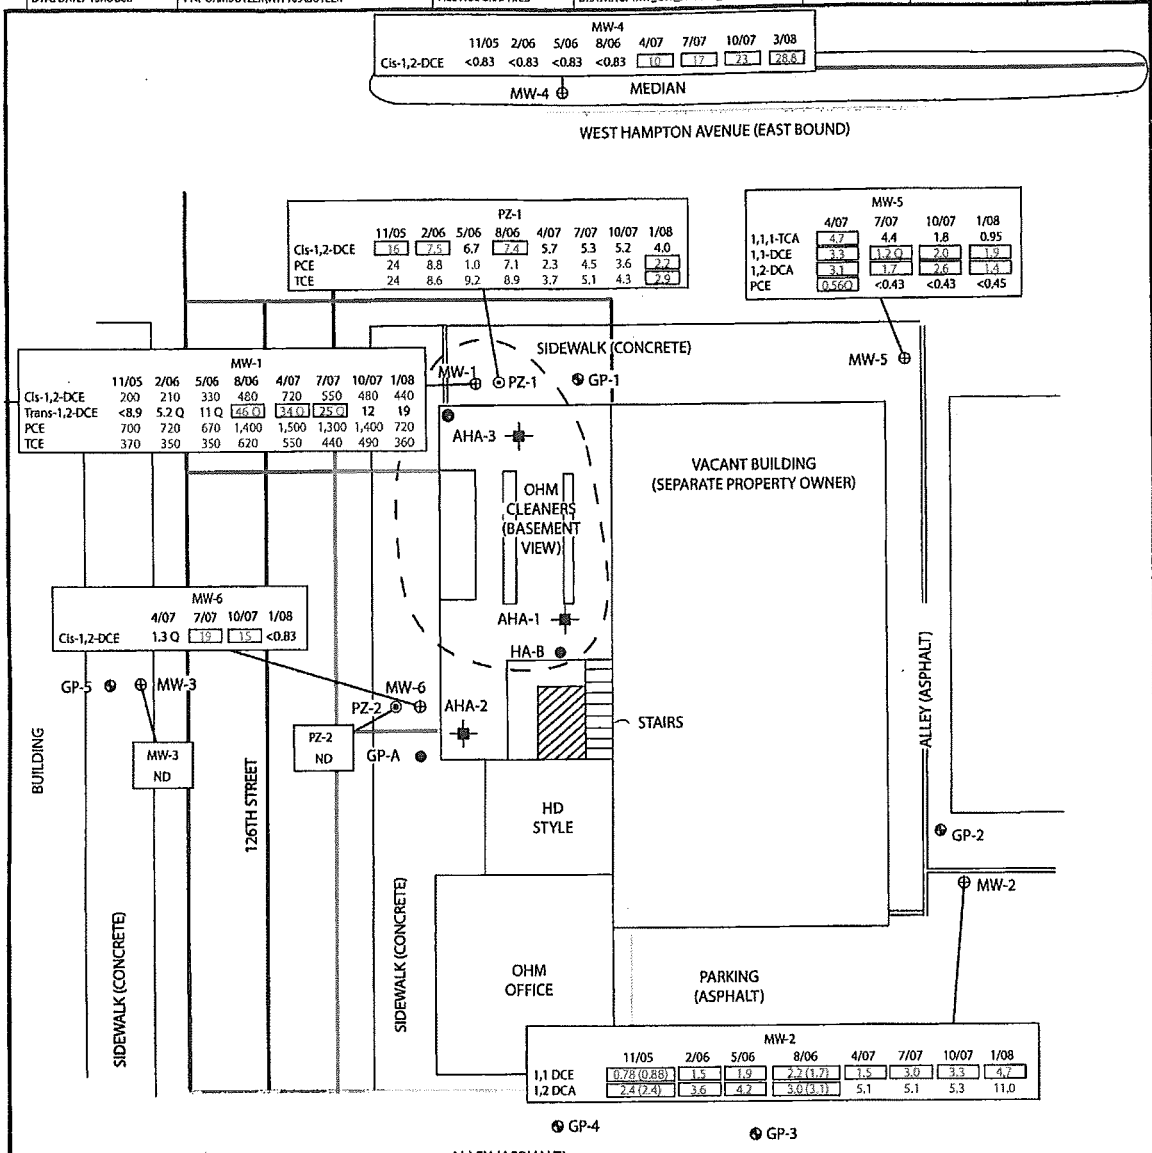 MW-4
11/05 2/06 5/06 8/06 4/07 7/07 10/07 3/08
Cis-1,2-DCE <0.83 <0.83 <0.83 <0.83 10 17 23 28.8
MW-4 MEDIAN
WEST HAMPTON AVENUE (EAST BOUND)
PZ-1
11/05 2/06 5/06 8/06 4/07 7/07 10/07 1/08
Cis-1,2-DCE 16 7.5 6.7 7.4 5.7 5.3 5.2 4.0
PCE 24 8.8 1.0 7.1 2.3 4.5 3.6 2.2
TCE 24 8.6 9.2 8.9 3.7 5.1 4.3 2.9
MW-5
4/07 7/07 10/07 1/08
1,1,1-TCA 4.7 4.4 1.8 0.95
1,1-DCE 3.3 1.2 Q 2.0 1.9
1,2-DCA 3.1 1.7 2.6 1.4
PCE 0.56Q <0.43 <0.43 <0.45
SIDEWALK (CONCRETE)
MW-5
MW-1
11/05 2/06 5/06 8/06 4/07 7/07 10/07 1/08
Cis-1,2-DCE 200 210 330 480 720 550 480 440
Trans-1,2-DCE <8.9 5.2 Q 11 Q 46 Q 34 Q 25 Q 12 19
PCE 700 720 670 1,400 1,500 1,300 1,400 720
TCE 370 350 350 620 550 440 490 360
MW-1 PZ-1 GP-1
AHA-3
VACANT BUILDING
(SEPARATE PROPERTY OWNER)
OHM
CLEANERS
(BASEMENT
VIEW)
MW-6
4/07 7/07 10/07 1/08
Cis-1,2-DCE 1.3 Q 19 15 <0.83
AHA-1
HA-B
GP-5 MW-3
MW-6
PZ-2 AHA-2
STAIRS
ALLEY (ASPHALT)
MW-3
ND
PZ-2
ND
GP-A
BUILDING
126TH STREET
HD
STYLE
GP-2
MW-2
SIDEWALK (CONCRETE)
SIDEWALK (CONCRETE)
OHM
OFFICE
PARKING
(ASPHALT)
MW-2
11/05 2/06 5/06 8/06 4/07 7/07 10/07 1/08
1,1 DCE 0.78 (0.88) 1.5 1.9 2.2 (1.7) 1.5 3.0 3.3 4.7
1,2 DCA 2.4 (2.4) 3.6 4.2 3.0 (3.1) 5.1 5.1 5.3 11.0
GP-4 GP-3